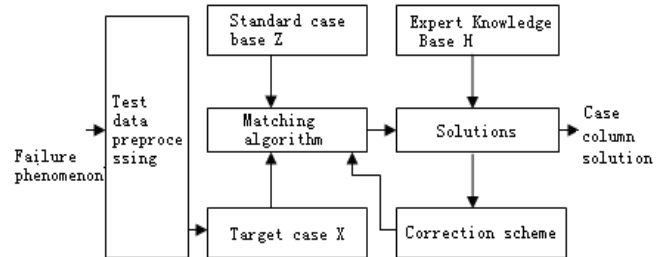 Standard case
base Z
Expert Knowledge
Base H
Test
data
preproce
ssing
Matching
algorithm
Solutions
Case
column
solution
Failure
phenomenon
Target case X
Correction scheme